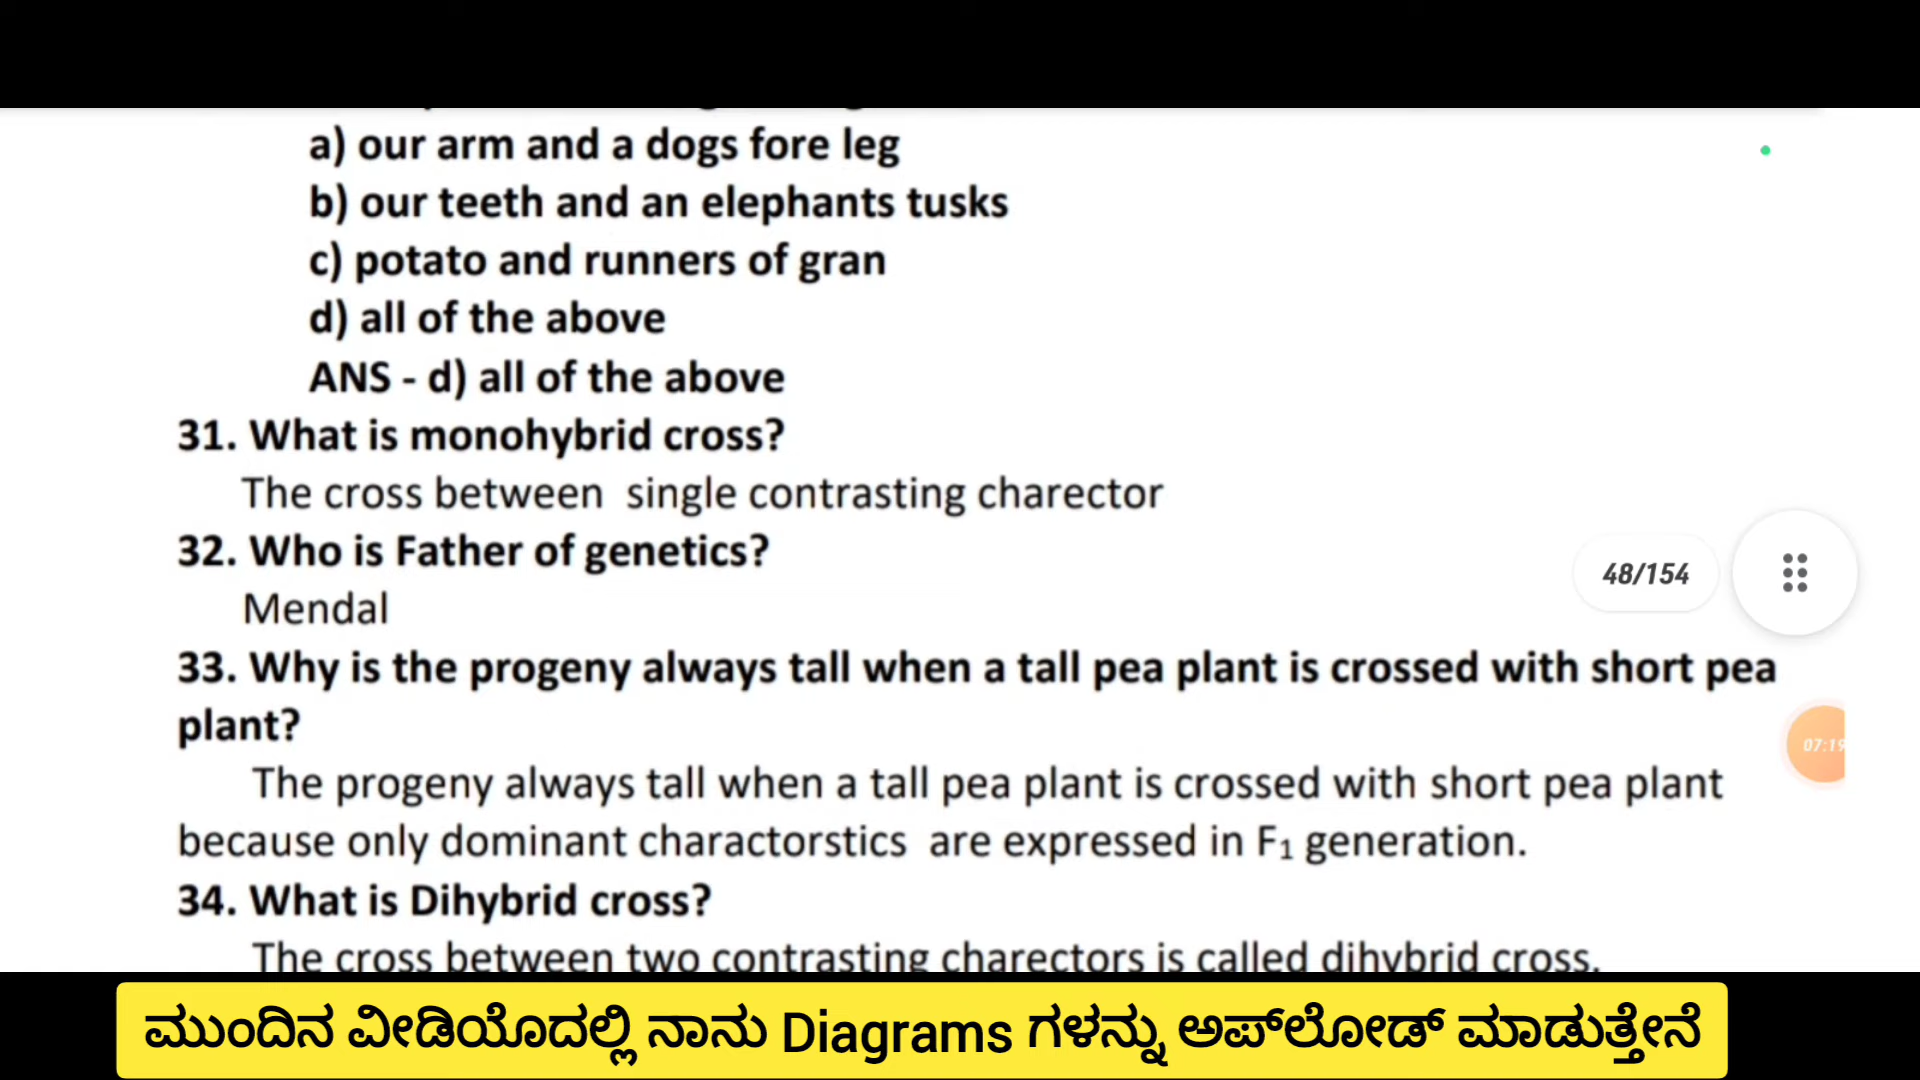 a) our arm and a dogs fore leg
b) our teeth and an elephants tusks
c) potato and runners of gran
d) all of the above
ANS - d) all of the above
31. What is monohybrid cross?
The cross between single contrasting charector
32. Who is Father of genetics?
48/154
Mendal
33. Why is the progeny always tall when a tall pea plant is crossed with short pea
plant?
07:19
The progeny always tall when a tall pea plant is crossed with short pea plant
because only dominant charactorstics are expressed in F₁ generation.
34. What is Dihybrid cross?
The cross between two contrasting charectors is called dihybrid cross.
ಮುಂದಿನ ವೀಡಿಯೊದಲ್ಲಿ ನಾನು Diagrams ಗಳನ್ನು ಅಪ್‌ಲೋಡ್ ಮಾಡುತ್ತೇನೆ